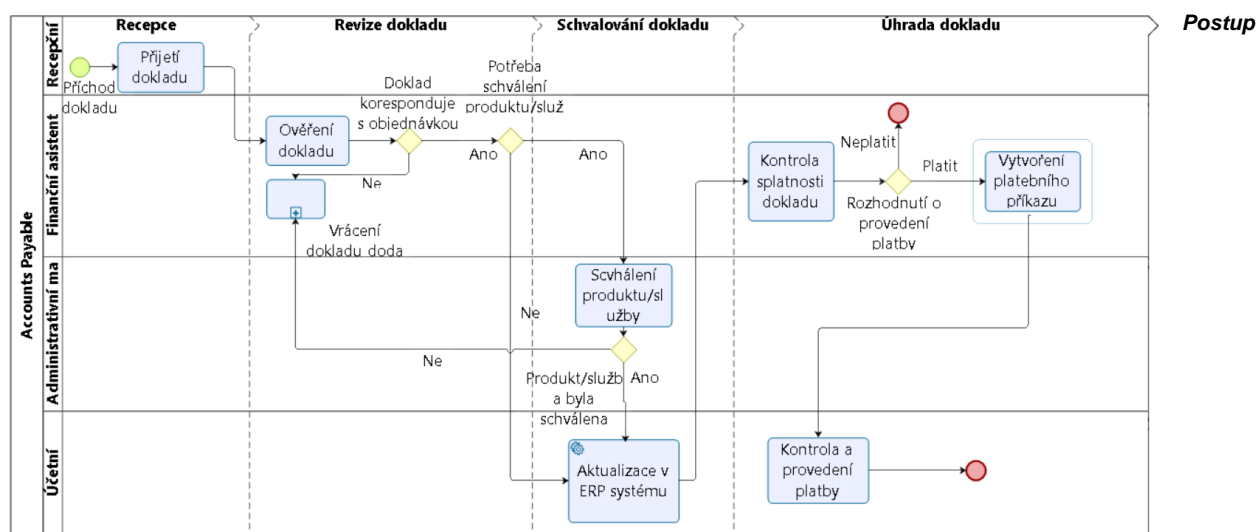 Recepce
Revize dokladu
Schvalování dokladu
Úhrada dokladu
Postup
Accounts Payable
Recepční
Příchod
dokladu
Přijetí
dokladu
Doklad
koresponduje
s objednávkou
Potřeba
schválení
produktu/služ
Finanční asistent
Ověření
dokladu
Ano
Ano
Ne
Vrácení
dokladu doda
Kontrola
splatnosti
dokladu
Neplatit
Platit
Rozhodnutí o
provedení
platby
Vytvoření
platebního
příkazu
Administrativní ma
Scvhálení
produktu/sl
užby
Ne
Ne
Produkt/služb
a byla
schválena
Ano
Účetní
Aktualizace v
ERP systému
Kontrola a
provedení
platby